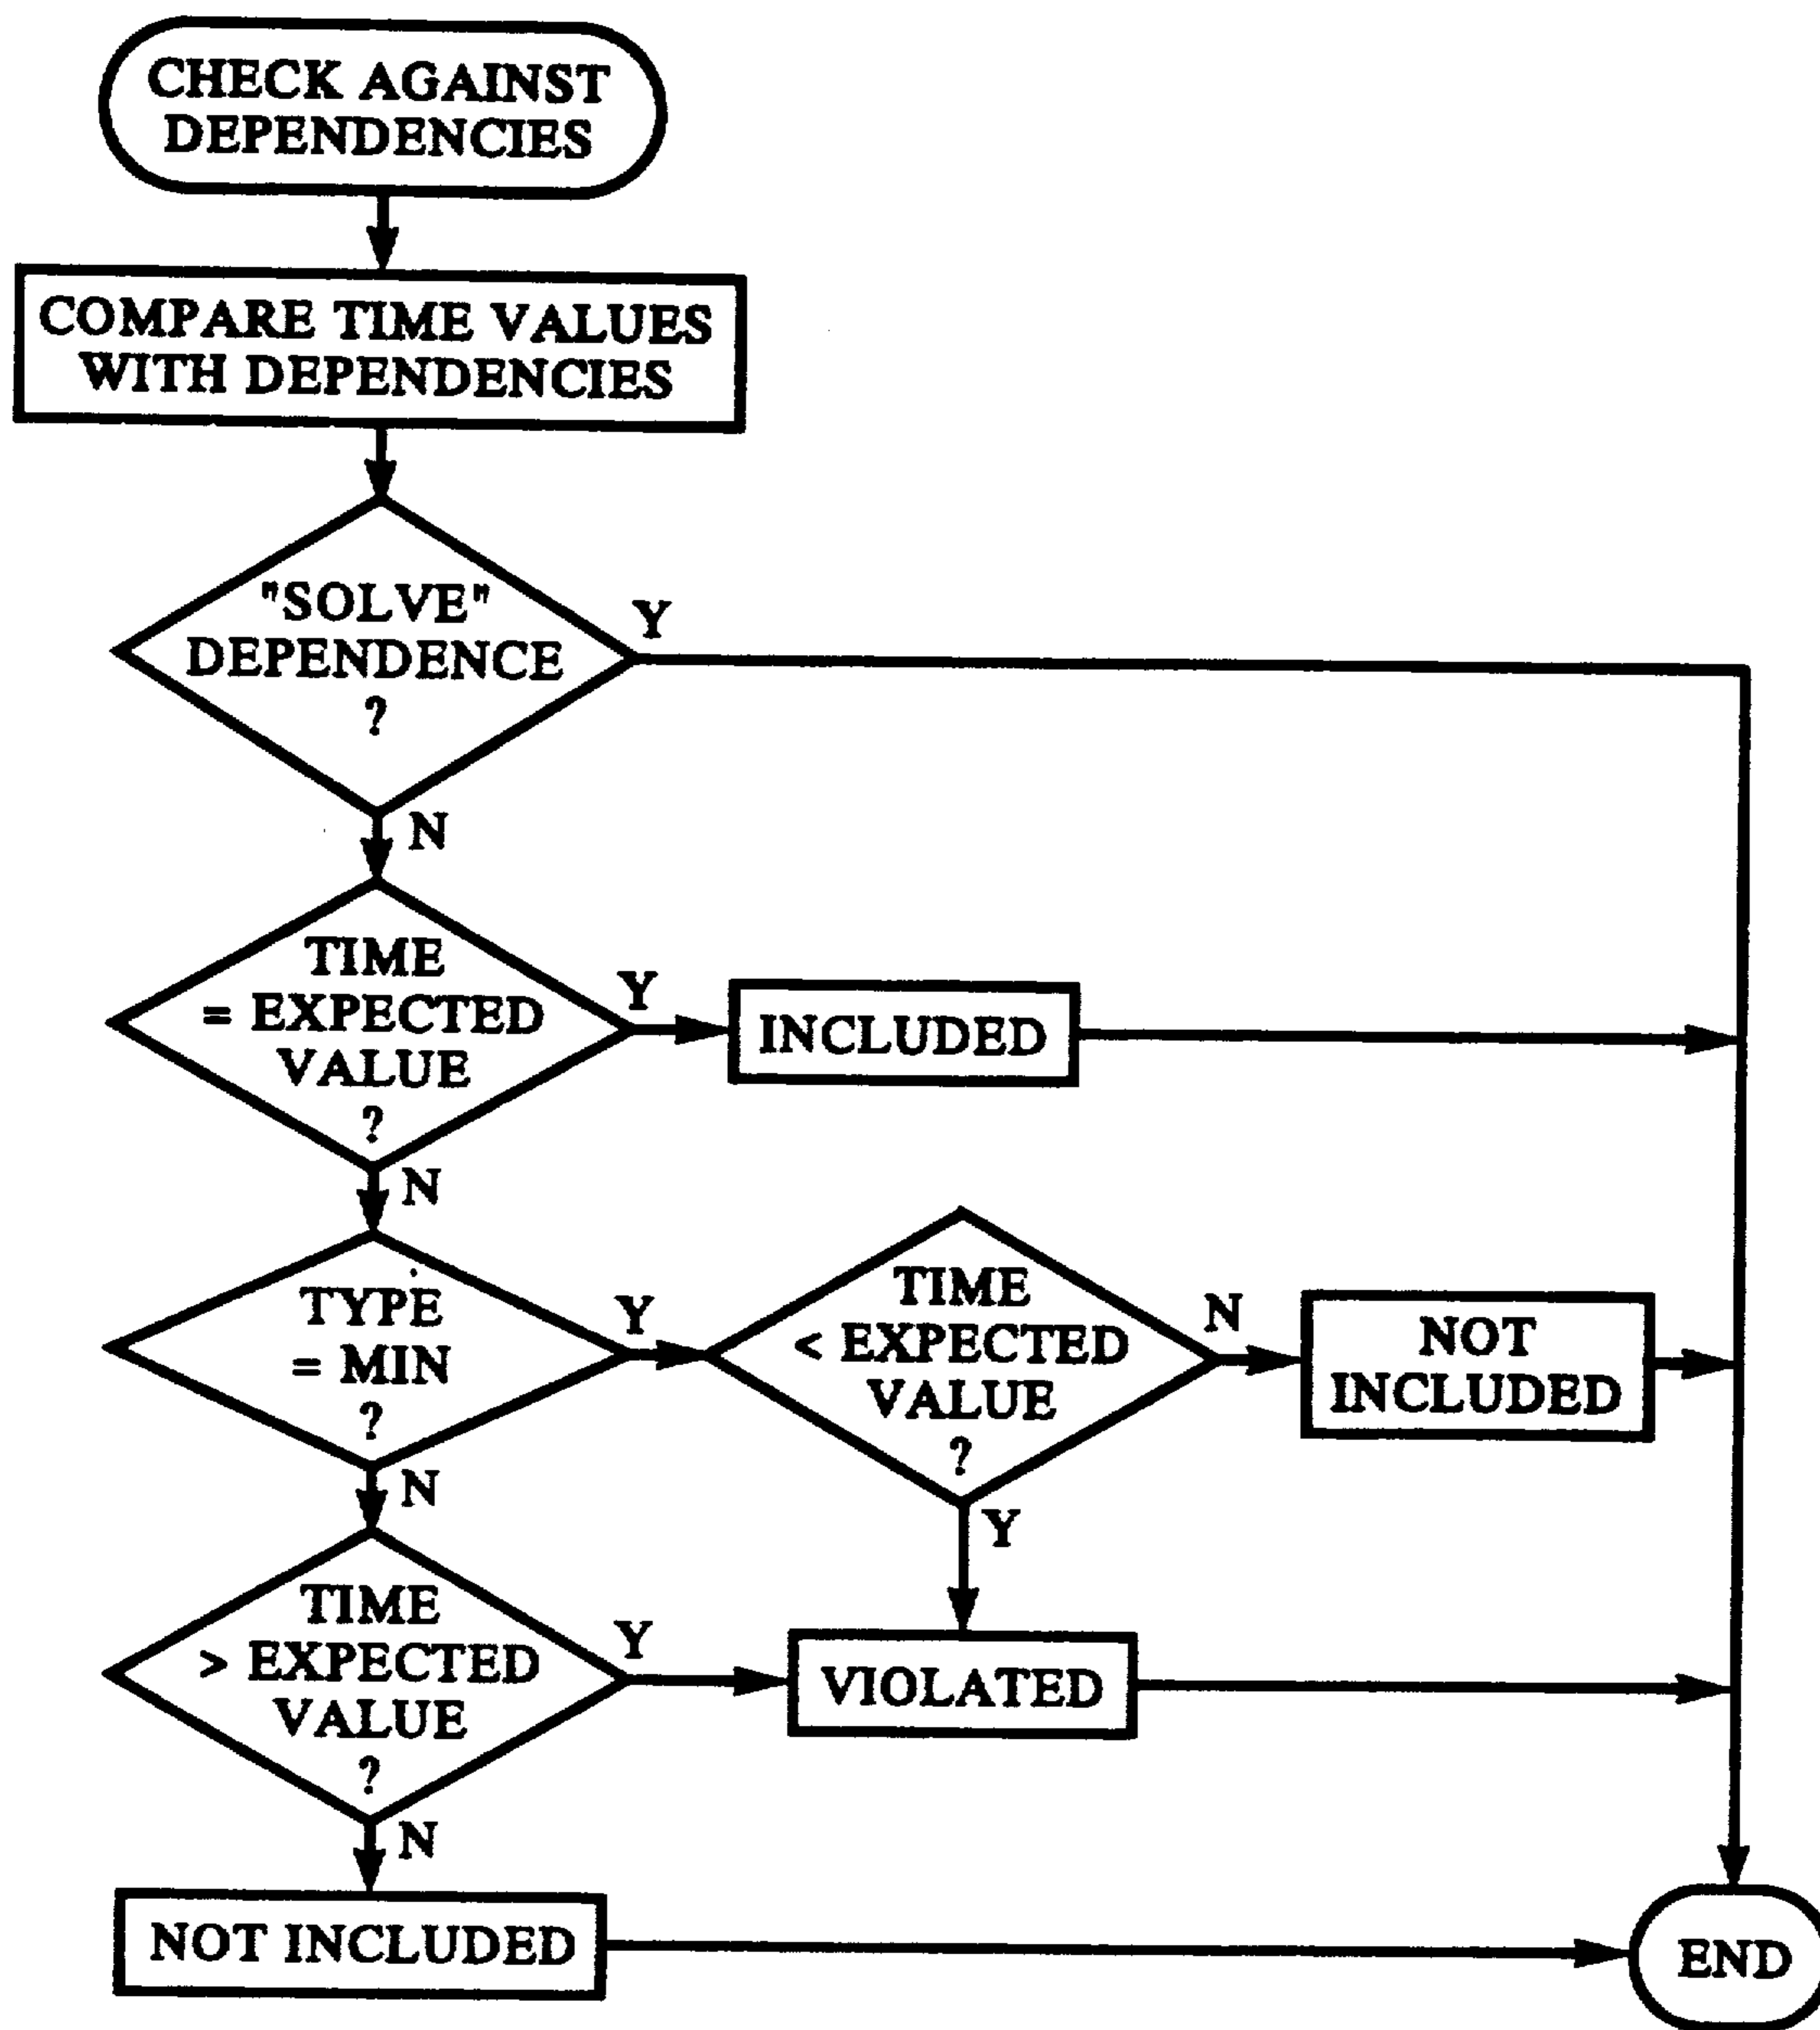 CHECK AGAINST
DEPENDENCIES
COMPARE TIME VALUES
WITH DEPENDENCIES
"SOLVE"
DEPENDENCE
?
Y
N
TIME
= EXPECTED
VALUE
?
Y
INCLUDED
N
TYPE
= MIN
?
Y
TIME
< EXPECTED
VALUE
?
N
NOT
INCLUDED
Y
N
TIME
> EXPECTED
VALUE
?
Y
VIOLATED
N
NOT INCLUDED
END